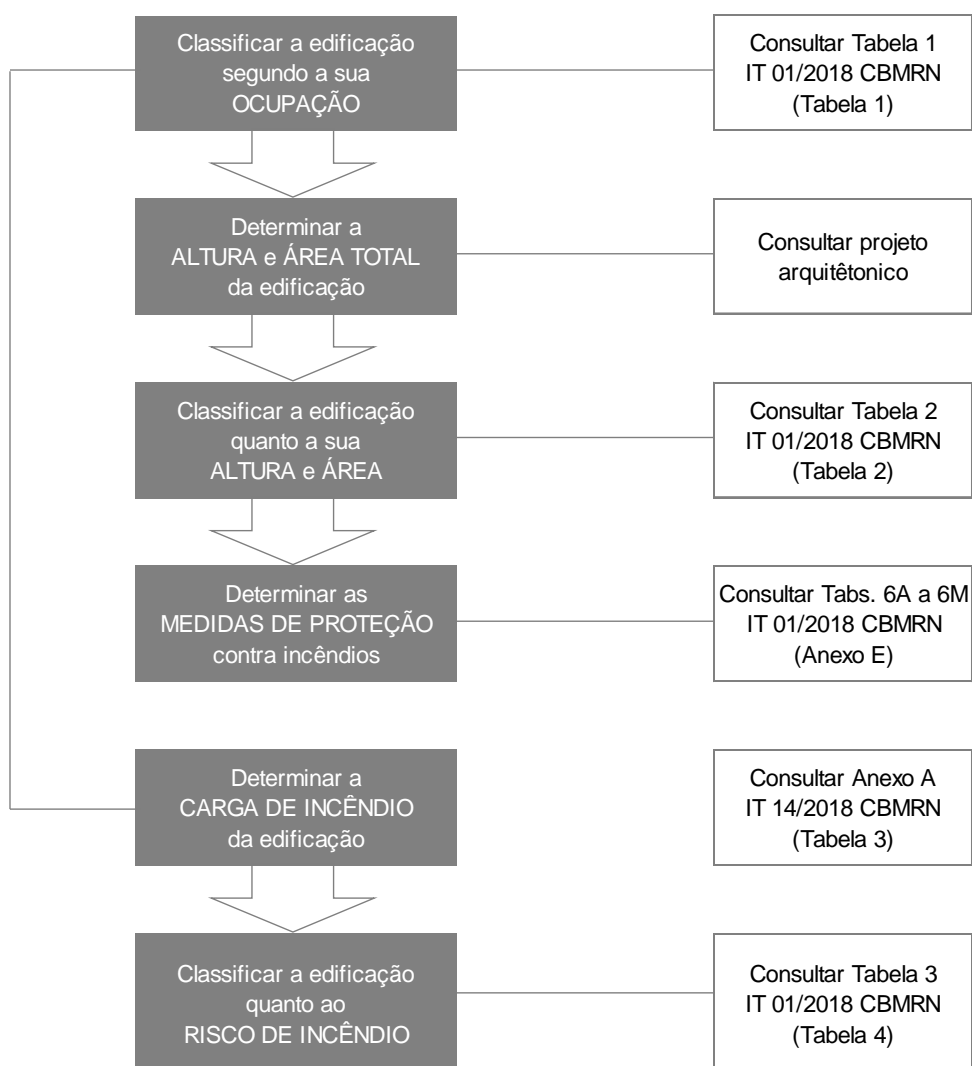 Classificar a edificação
segundo a sua
OCUPAÇÃO
Consultar Tabela 1
IT 01/2018 CBMRN
(Tabela 1)
Determinar a
ALTURA e ÁREA TOTAL
da edificação
Consultar projeto
arquitêtonico
Classificar a edificação
quanto a sua
ALTURA e ÁREA
Consultar Tabela 2
IT 01/2018 CBMRN
(Tabela 2)
Determinar as
MEDIDAS DE PROTEÇÃO
contra incêndios
Consultar Tabs. 6A a 6M
IT 01/2018 CBMRN
(Anexo E)
Determinar a
CARGA DE INCÊNDIO
da edificação
Consultar Anexo A
IT 14/2018 CBMRN
(Tabela 3)
Classificar a edificação
quanto ao
RISCO DE INCÊNDIO
Consultar Tabela 3
IT 01/2018 CBMRN
(Tabela 4)